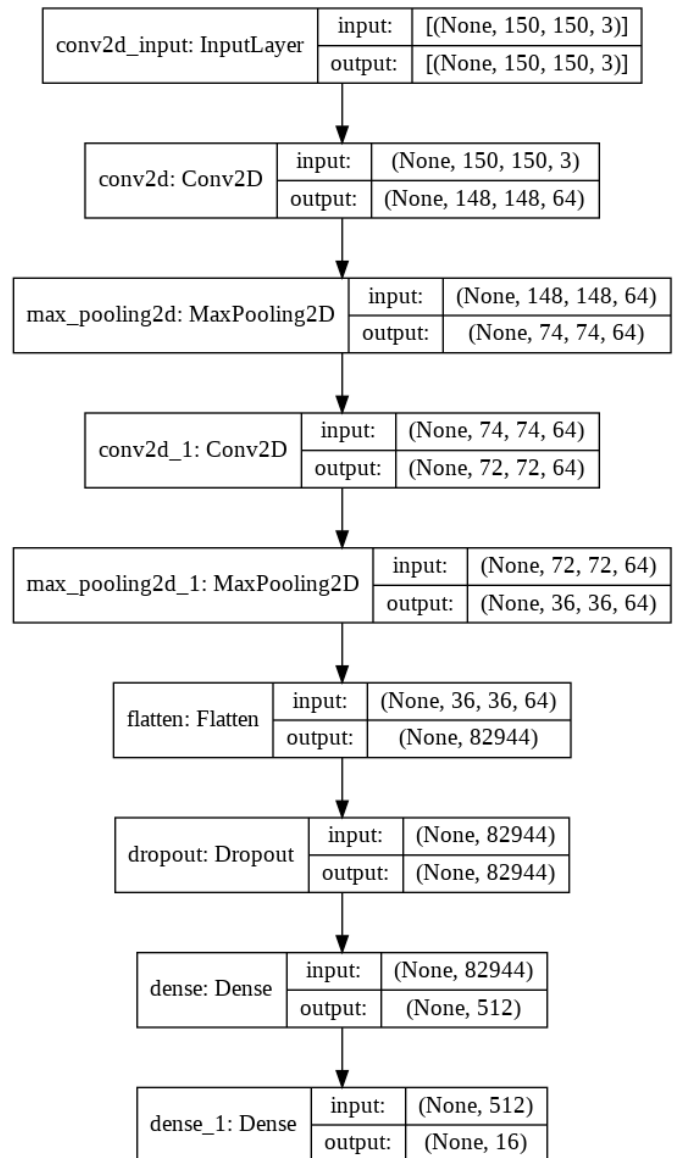 conv2d_input: InputLayer
input: [(None, 150, 150, 3)]
output: [(None, 150, 150, 3)]
conv2d: Conv2D
input: (None, 150, 150, 3)
output: (None, 148, 148, 64)
max_pooling2d: MaxPooling2D
input: (None, 148, 148, 64)
output: (None, 74, 74, 64)
conv2d_1: Conv2D
input: (None, 74, 74, 64)
output: (None, 72, 72, 64)
max_pooling2d_1: MaxPooling2D
input: (None, 72, 72, 64)
output: (None, 36, 36, 64)
flatten: Flatten
input: (None, 36, 36, 64)
output: (None, 82944)
dropout: Dropout
input: (None, 82944)
output: (None, 82944)
dense: Dense
input: (None, 82944)
output: (None, 512)
dense_1: Dense
input: (None, 512)
output: (None, 16)